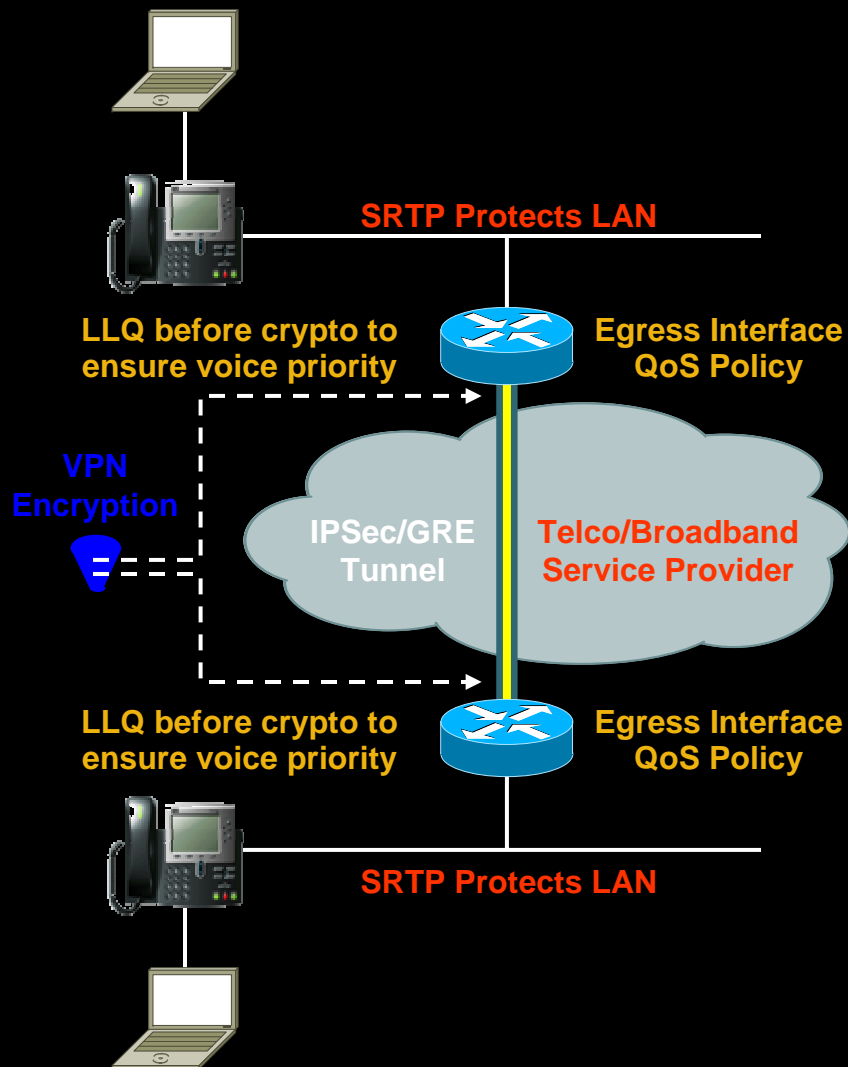 SRTP Protects LAN
LLQ before crypto to
ensure voice priority
Egress Interface
QoS Policy
VPN
Encryption
IPSec/GRE
Tunnel
Telco/Broadband
Service Provider
LLQ before crypto to
ensure voice priority
Egress Interface
QoS Policy
SRTP Protects LAN